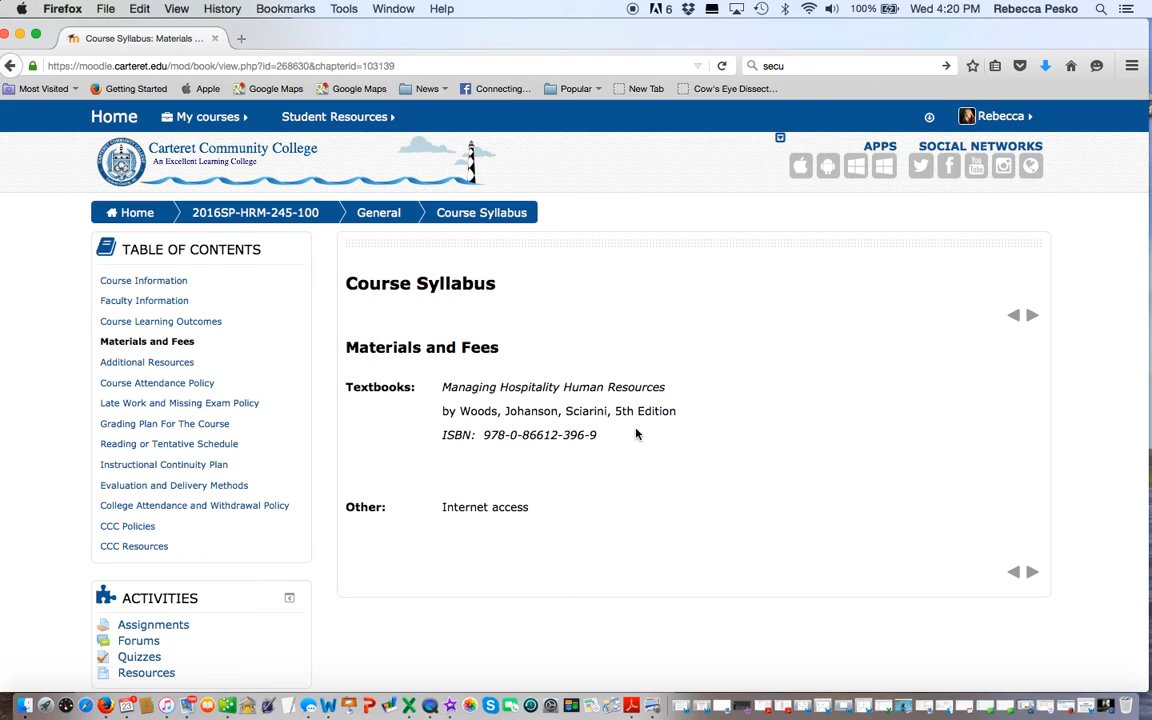 Firefox File Edit View History Bookmarks Tools Window Help 6 100% Wed 4:20 PM Rebecca Pesko
Course Syllabus: Materials ...
https://moodle.carteret.edu/mod/book/view.php?id=268630&chapterid=103139 secu
Most Visited Getting Started Apple Google Maps Google Maps News Connecting... Popular New Tab Cow's Eye Dissect...
Home My courses Student Resources Rebecca
Carteret Community College
An Excellent Learning College
APPS SOCIAL NETWORKS
Home 2016SP-HRM-245-100 General Course Syllabus
TABLE OF CONTENTS
Course Information
Faculty Information
Course Learning Outcomes
Materials and Fees
Additional Resources
Course Attendance Policy
Late Work and Missing Exam Policy
Grading Plan For The Course
Reading or Tentative Schedule
Instructional Continuity Plan
Evaluation and Delivery Methods
College Attendance and Withdrawal Policy
CCC Policies
CCC Resources
ACTIVITIES
Assignments
Forums
Quizzes
Resources
Course Syllabus
Materials and Fees
Textbooks: Managing Hospitality Human Resources
by Woods, Johanson, Sciarini, 5th Edition
ISBN: 978-0-86612-396-9
Other: Internet access